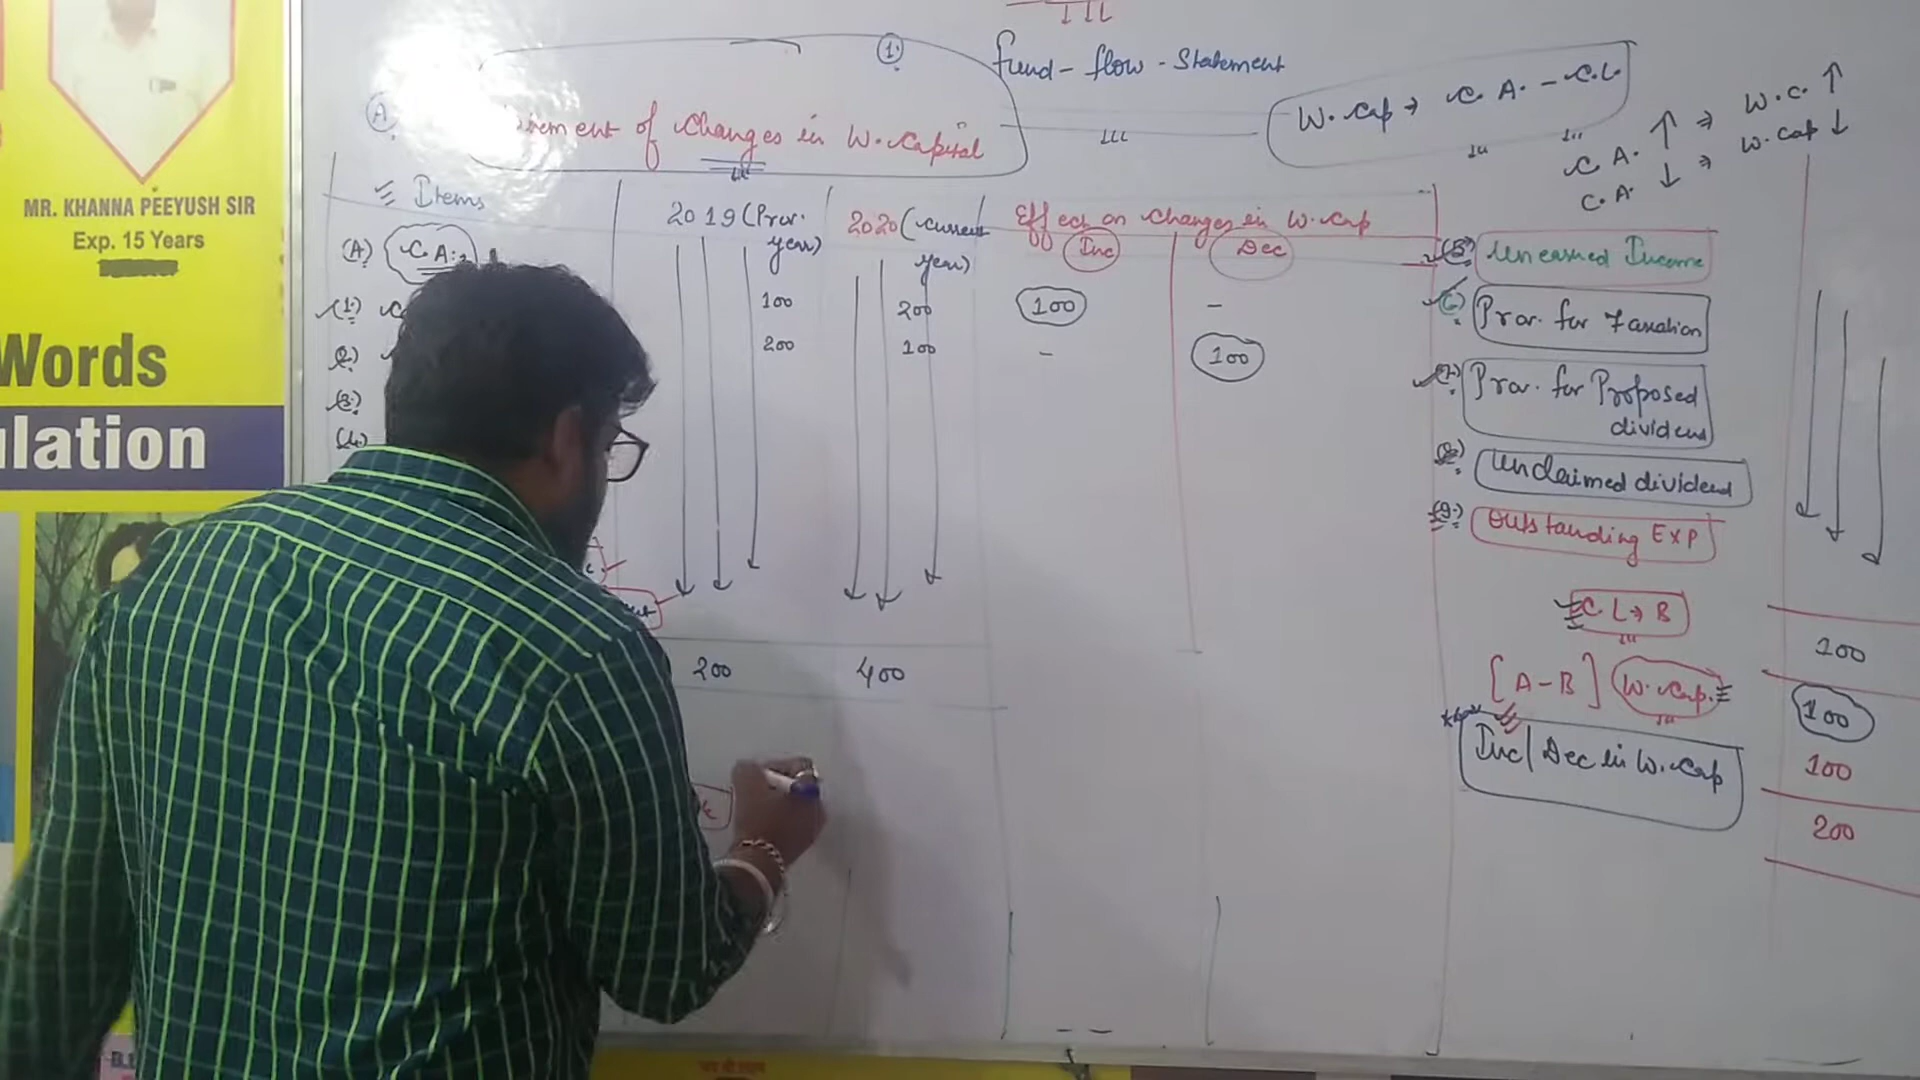 MR. KHANNA PEEYUSH SIR
Exp. 15 Years
Words
ulation
(1.)
Fund - flow - Statement
(A.)
ement of changes in W. Capital
W. Cap → C. A. - C.L.
C A. ↑ ⇒ W.C. ↑
C.A. ↓ ⇒ W. Cap ↓
Items
2019 (Prev. year)
2020 (current year)
Effect on changes in W. Cap
Inc
Dec
(A) C A:
(1.) 100 200 100 -
(2.) 200 100 - 100
(3.)
(4.)
200 400
(5.) Unearned Income
(6.) Prov. for Taxation
(7.) Prov. for Proposed dividend
(8.) Unclaimed dividend
(9.) Outstanding EXP
C L → B 200
[A-B] W. Cap. 100
Inc/Dec in W. Cap 100
200